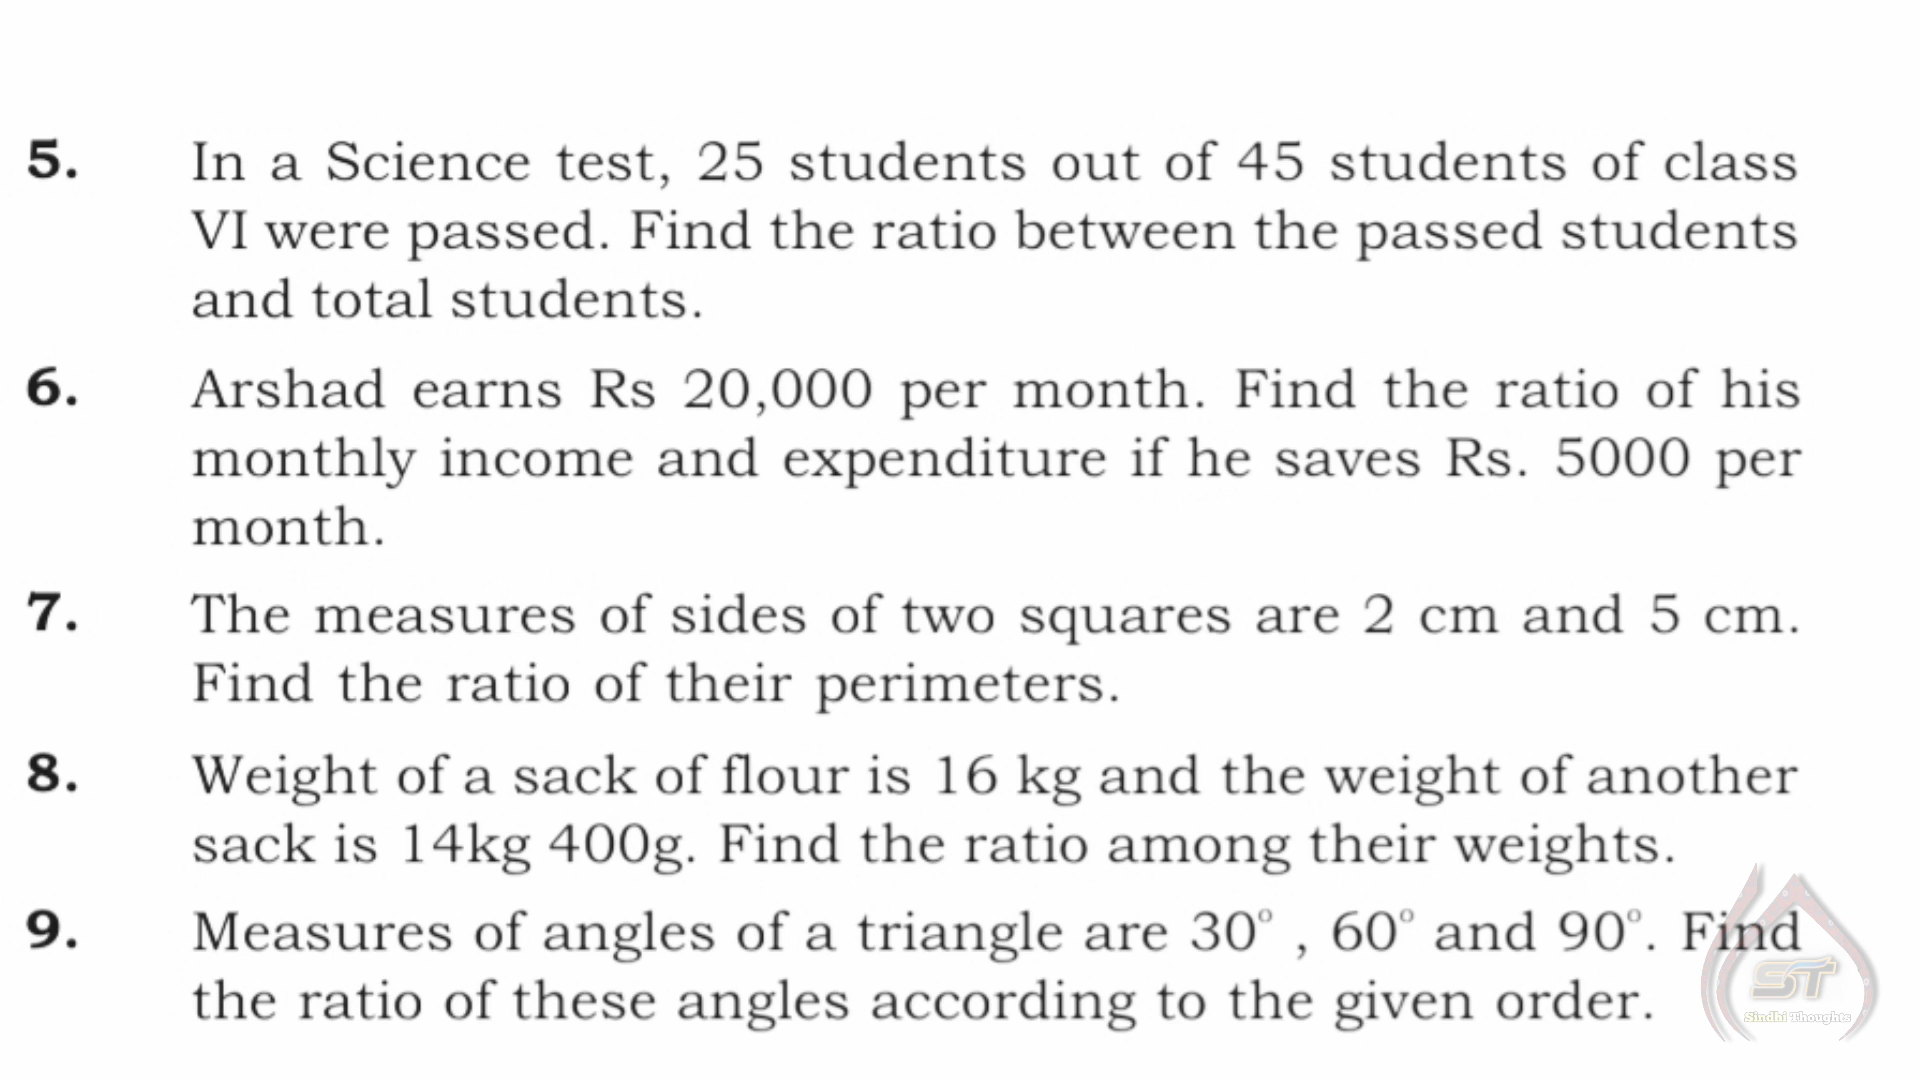 5. In a Science test, 25 students out of 45 students of class
VI were passed. Find the ratio between the passed students
and total students.
6. Arshad earns Rs 20,000 per month. Find the ratio of his
monthly income and expenditure if he saves Rs. 5000 per
month.
7. The measures of sides of two squares are 2 cm and 5 cm.
Find the ratio of their perimeters.
8. Weight of a sack of flour is 16 kg and the weight of another
sack is 14kg 400g. Find the ratio among their weights.
9. Measures of angles of a triangle are 30° , 60° and 90°. Find
the ratio of these angles according to the given order.
ST
Sindhi Thoughts